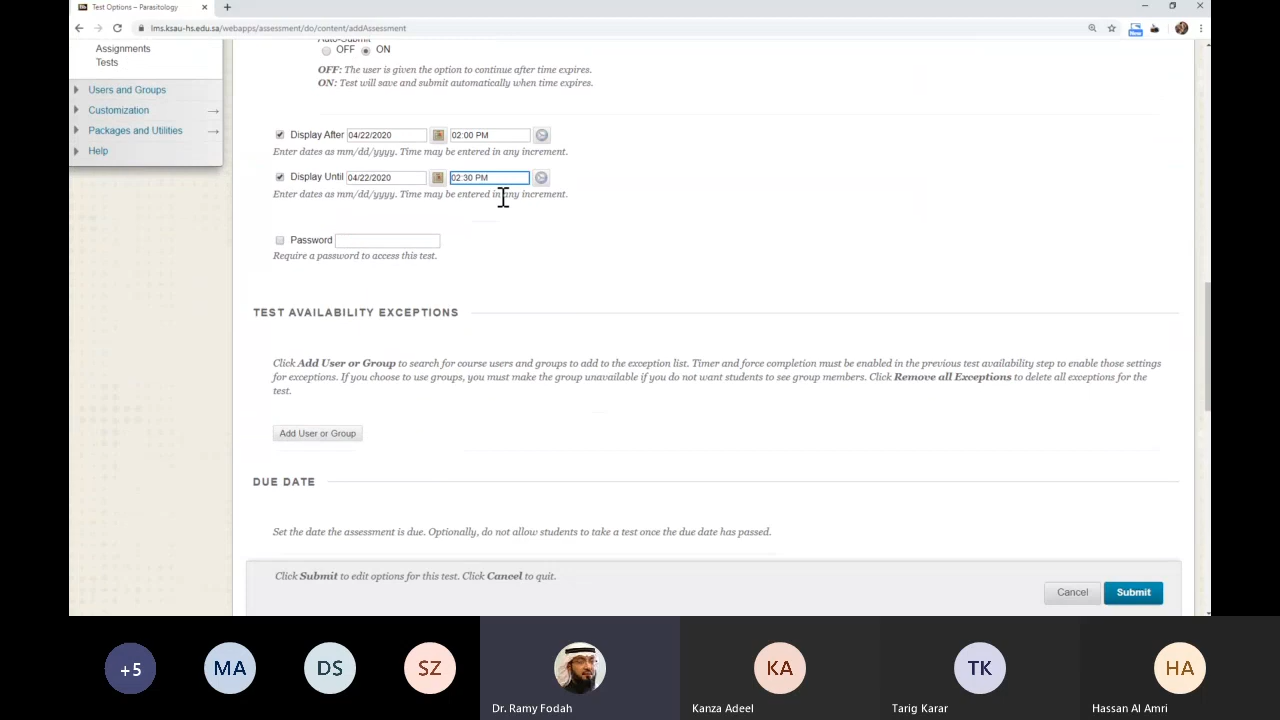 Test Options – Parasitology
lms.ksau-hs.edu.sa/webapps/assessment/do/content/addAssessment
New
Assignments
Tests
Users and Groups
Customization
Packages and Utilities
Help
Auto-Submit
OFF ON
OFF: The user is given the option to continue after time expires.
ON: Test will save and submit automatically when time expires.
Display After 04/22/2020 02:00 PM
Enter dates as mm/dd/yyyy. Time may be entered in any increment.
Display Until 04/22/2020 02:30 PM
Enter dates as mm/dd/yyyy. Time may be entered in any increment.
Password
Require a password to access this test.
TEST AVAILABILITY EXCEPTIONS
Click Add User or Group to search for course users and groups to add to the exception list. Timer and force completion must be enabled in the previous test availability step to enable those settings
for exceptions. If you choose to use groups, you must make the group unavailable if you do not want students to see group members. Click Remove all Exceptions to delete all exceptions for the
test.
Add User or Group
DUE DATE
Set the date the assessment is due. Optionally, do not allow students to take a test once the due date has passed.
Click Submit to edit options for this test. Click Cancel to quit.
Cancel Submit
+5 MA DS SZ KA TK HA
Dr. Ramy Fodah Kanza Adeel Tarig Karar Hassan Al Amri